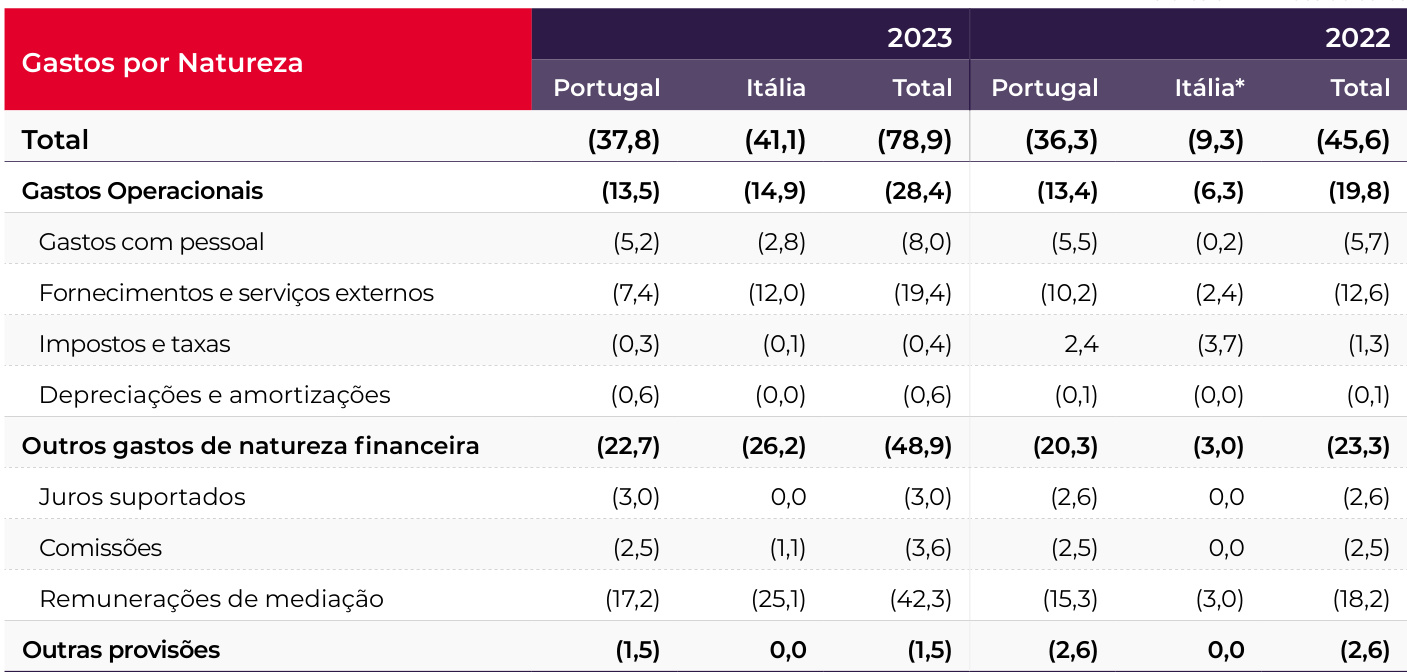 Gastos por Natureza 2023 2022
Portugal Itália Total Portugal Itália* Total
Total (37,8) (41,1) (78,9) (36,3) (9,3) (45,6)
Gastos Operacionais (13,5) (14,9) (28,4) (13,4) (6,3) (19,8)
Gastos com pessoal (5,2) (2,8) (8,0) (5,5) (0,2) (5,7)
Fornecimentos e serviços externos (7,4) (12,0) (19,4) (10,2) (2,4) (12,6)
Impostos e taxas (0,3) (0,1) (0,4) 2,4 (3,7) (1,3)
Depreciações e amortizações (0,6) (0,0) (0,6) (0,1) (0,0) (0,1)
Outros gastos de natureza financeira (22,7) (26,2) (48,9) (20,3) (3,0) (23,3)
Juros suportados (3,0) 0,0 (3,0) (2,6) 0,0 (2,6)
Comissões (2,5) (1,1) (3,6) (2,5) 0,0 (2,5)
Remunerações de mediação (17,2) (25,1) (42,3) (15,3) (3,0) (18,2)
Outras provisões (1,5) 0,0 (1,5) (2,6) 0,0 (2,6)